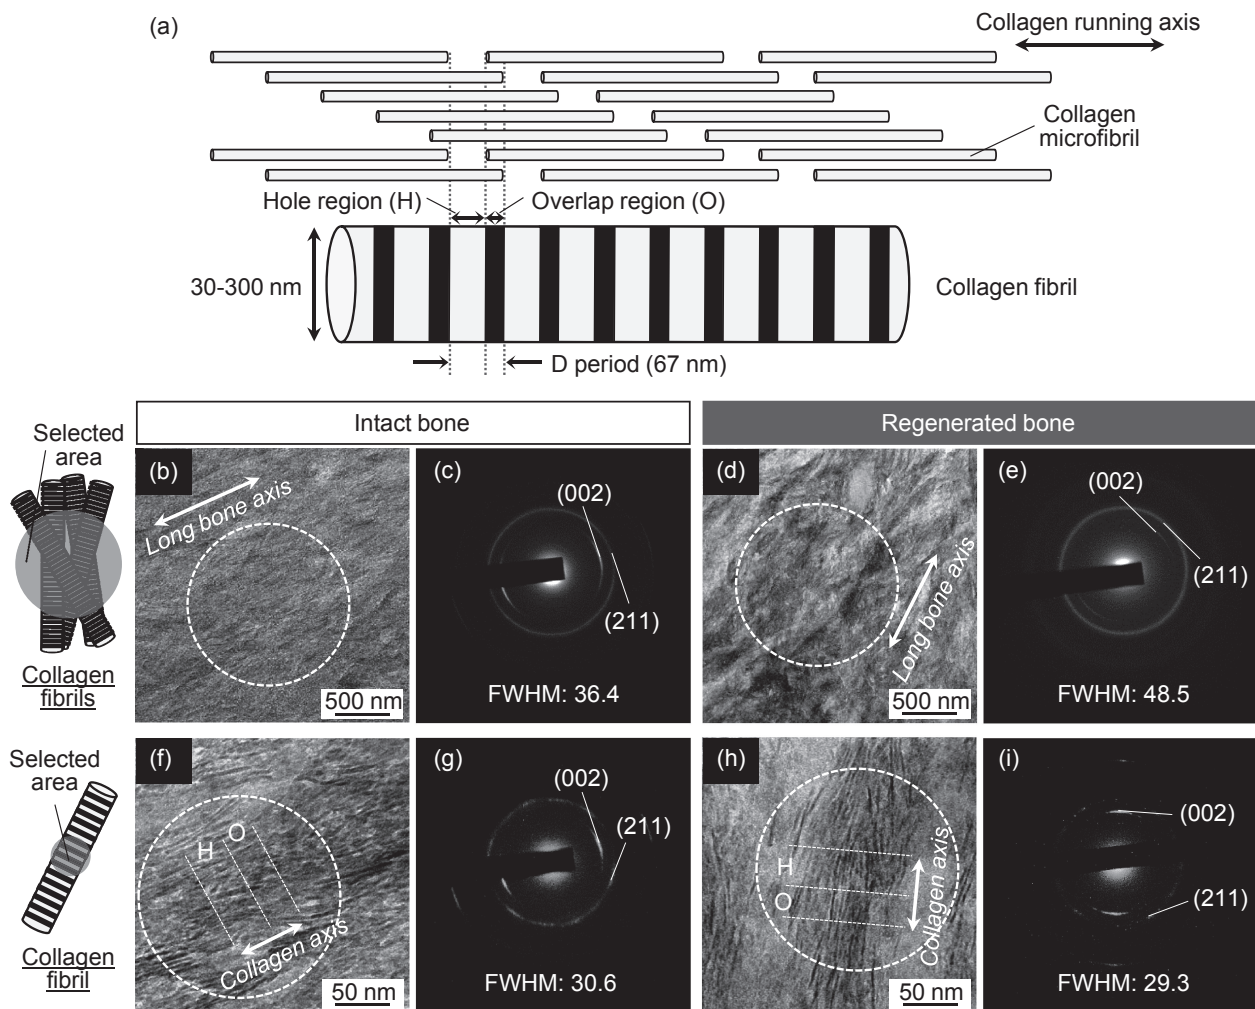 (a)
Collagen running axis
Collagen
microfibril
Hole region (H)
Overlap region (O)
30-300 nm
Collagen fibril
D period (67 nm)
Intact bone
Regenerated bone
Selected
area
Collagen
fibrils
(b)
Long bone axis
500 nm
(c)
(002)
(211)
FWHM: 36.4
(d)
Long bone axis
500 nm
(e)
(002)
(211)
FWHM: 48.5
Selected
area
Collagen
fibril
(f)
O
H
Collagen axis
50 nm
(g)
(002)
(211)
FWHM: 30.6
(h)
H
O
Collagen axis
50 nm
(i)
(002)
(211)
FWHM: 29.3